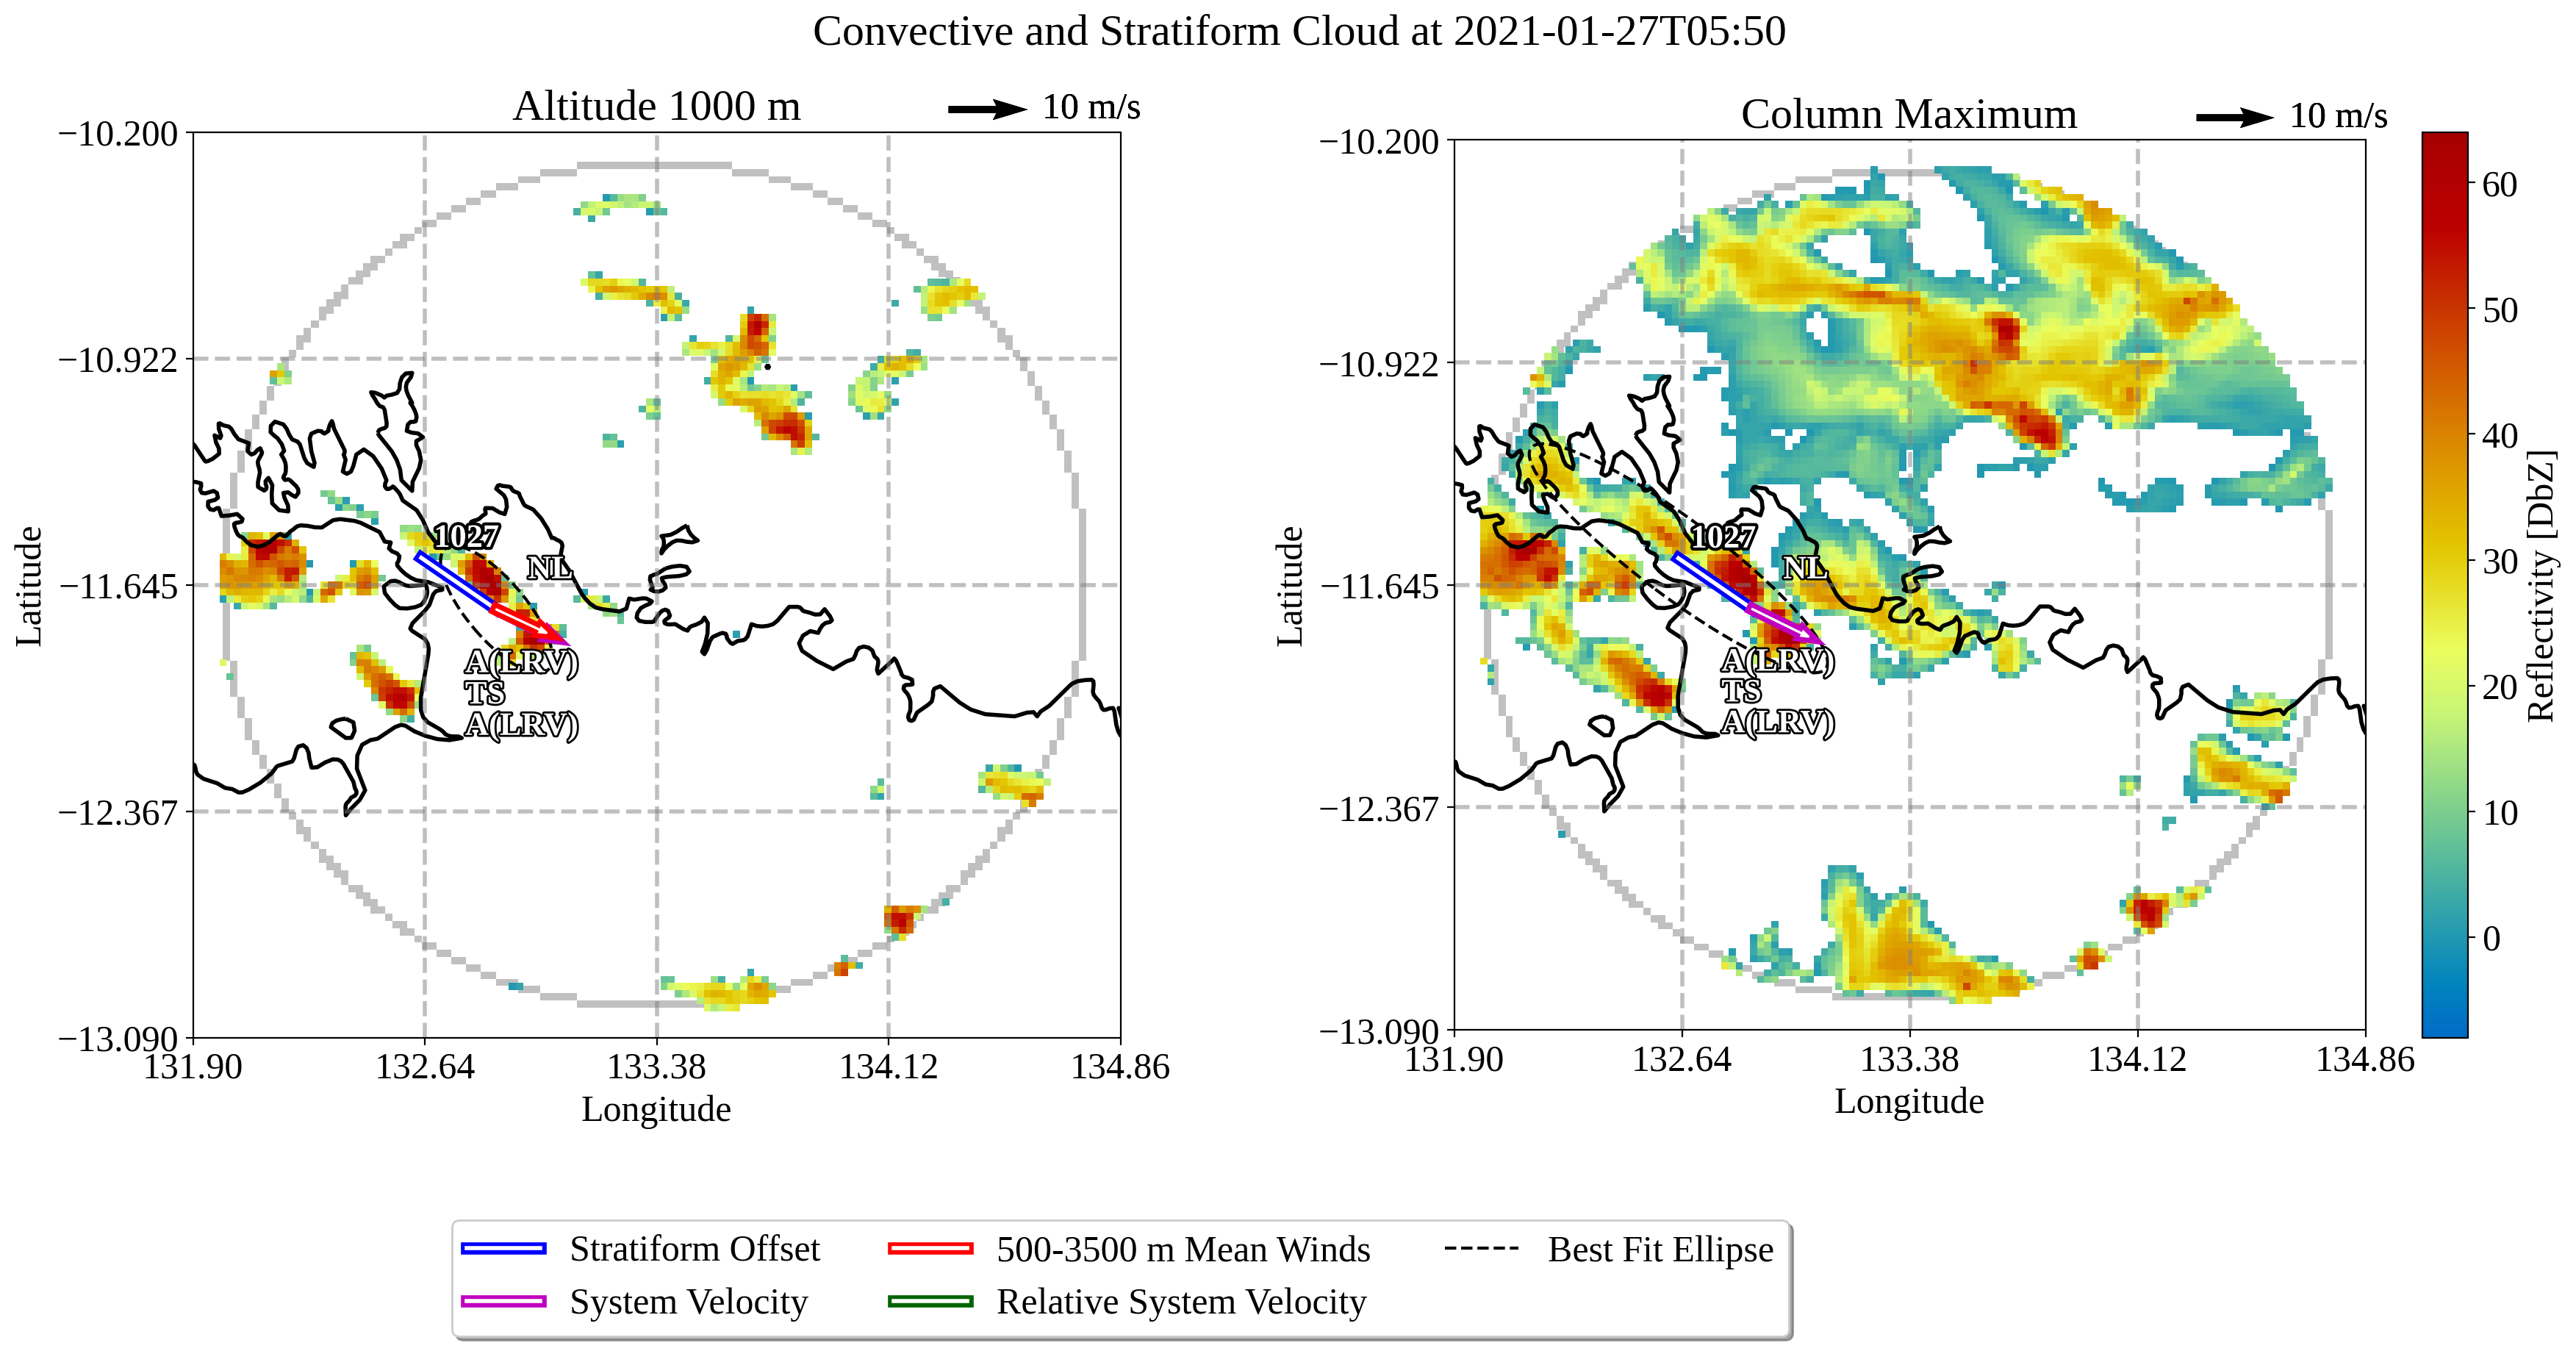 Convective and Stratiform Cloud at 2021-01-27T05:50
Altitude 1000 m
10 m/s
−10.200
−10.922
−11.645
−12.367
−13.090
Latitude
131.90
132.64
133.38
134.12
134.86
Longitude
1027
NL
A(LRV)
TS
A(LRV)
Column Maximum
10 m/s
−10.200
−10.922
−11.645
−12.367
−13.090
Latitude
131.90
132.64
133.38
134.12
134.86
Longitude
1027
NL
A(LRV)
TS
A(LRV)
60
50
40
30
20
10
0
Reflectivity [DbZ]
Stratiform Offset
500-3500 m Mean Winds
Best Fit Ellipse
System Velocity
Relative System Velocity